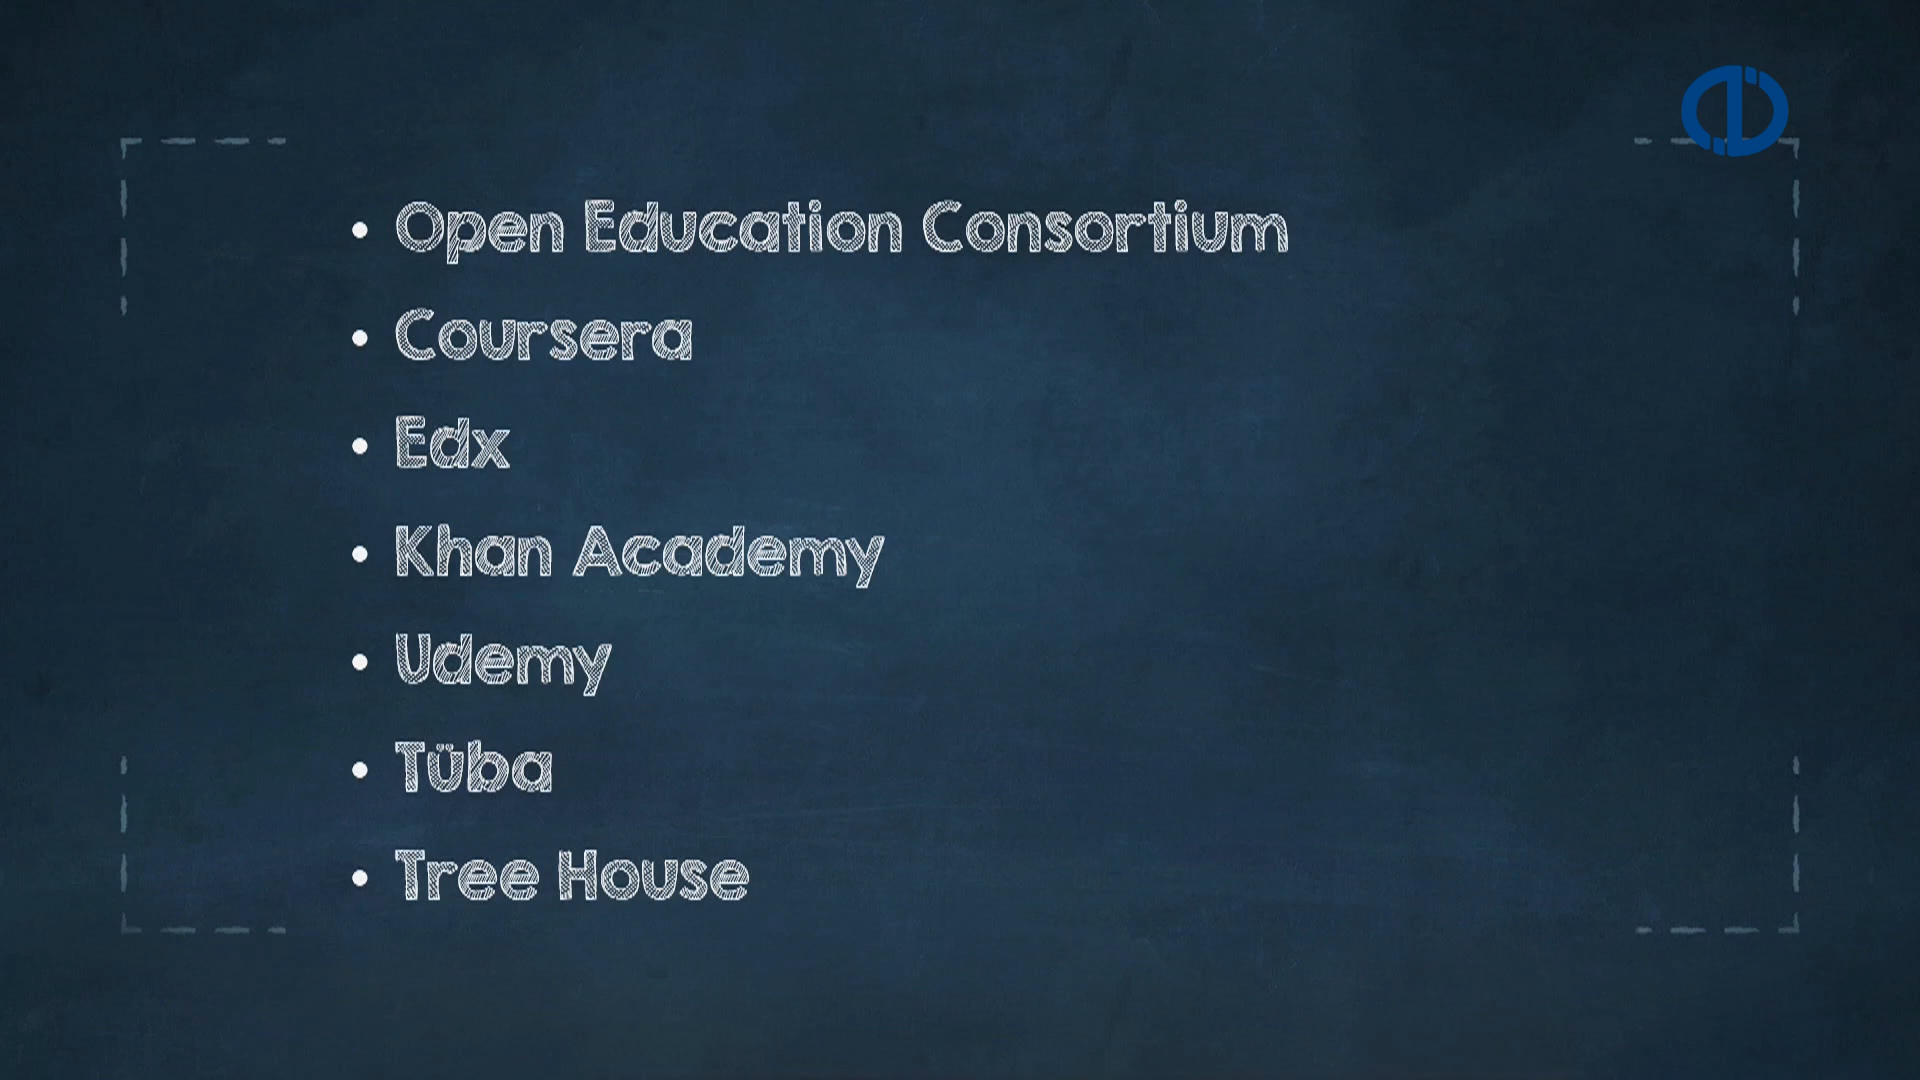 • Open Education Consortium
• Coursera
• Edx
• Khan Academy
• Udemy
• Tüba
• Tree House